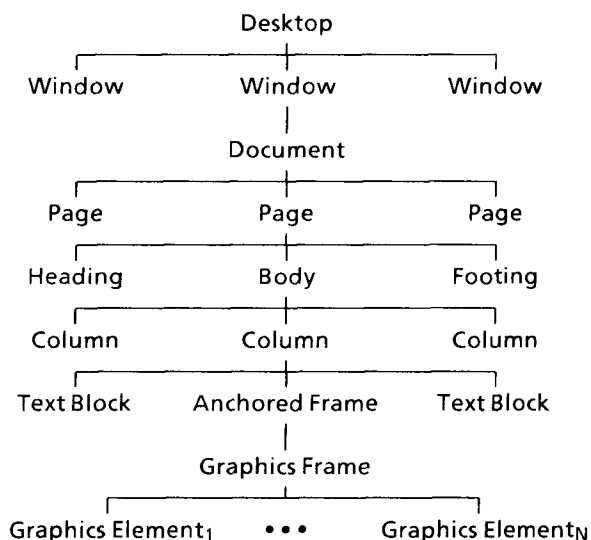 Desktop
Window Window Window
Document
Page Page Page
Heading Body Footing
Column Column Column
Text Block Anchored Frame Text Block
Graphics Frame
Graphics Element₁ ••• Graphics Elementₙ